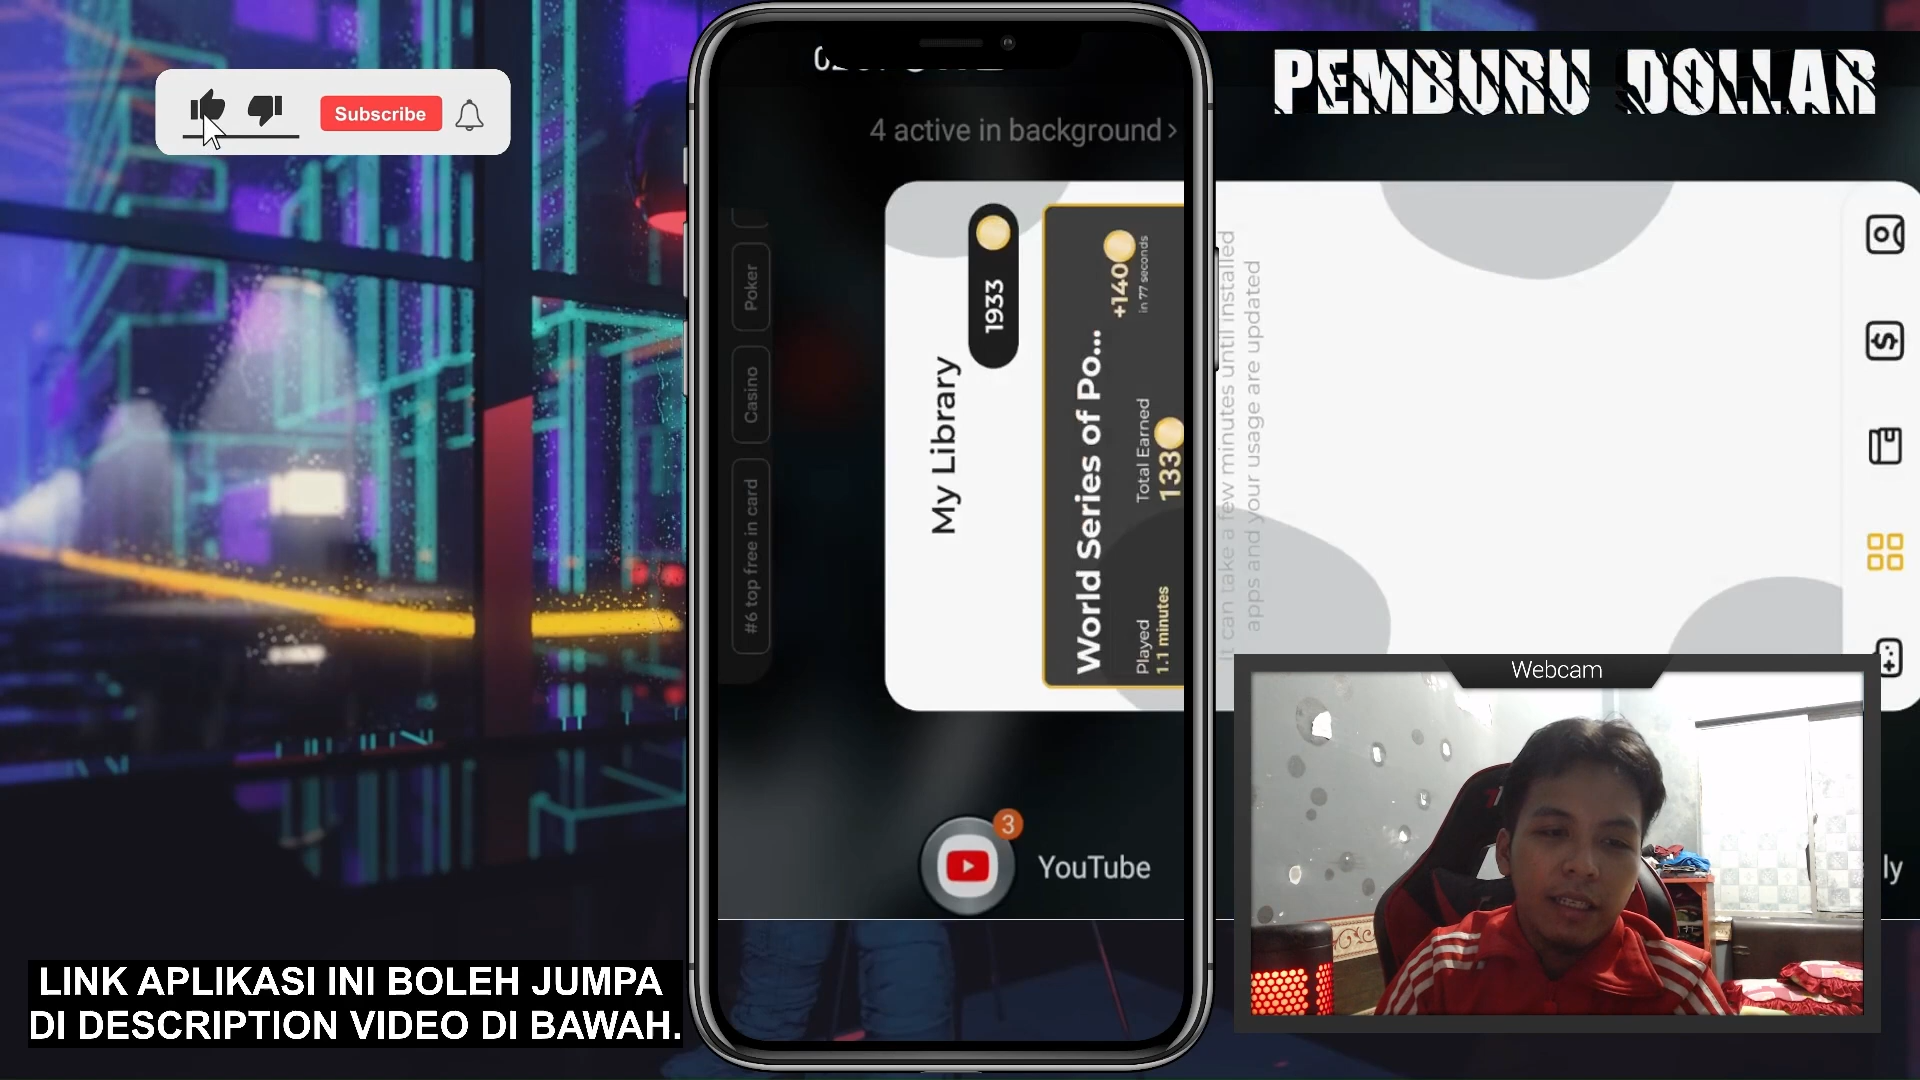 Subscribe
PEMBURU DOLLAR
4 active in background >
#6 top free in card
Casino
Poker
My Library
1933
World Series of Po...
+140
in 77 seconds
Played
1.1 minutes
Total Earned
133
It can take a few minutes until installed
apps and your usage are updated
3
YouTube
ly
Webcam
LINK APLIKASI INI BOLEH JUMPA
DI DESCRIPTION VIDEO DI BAWAH.